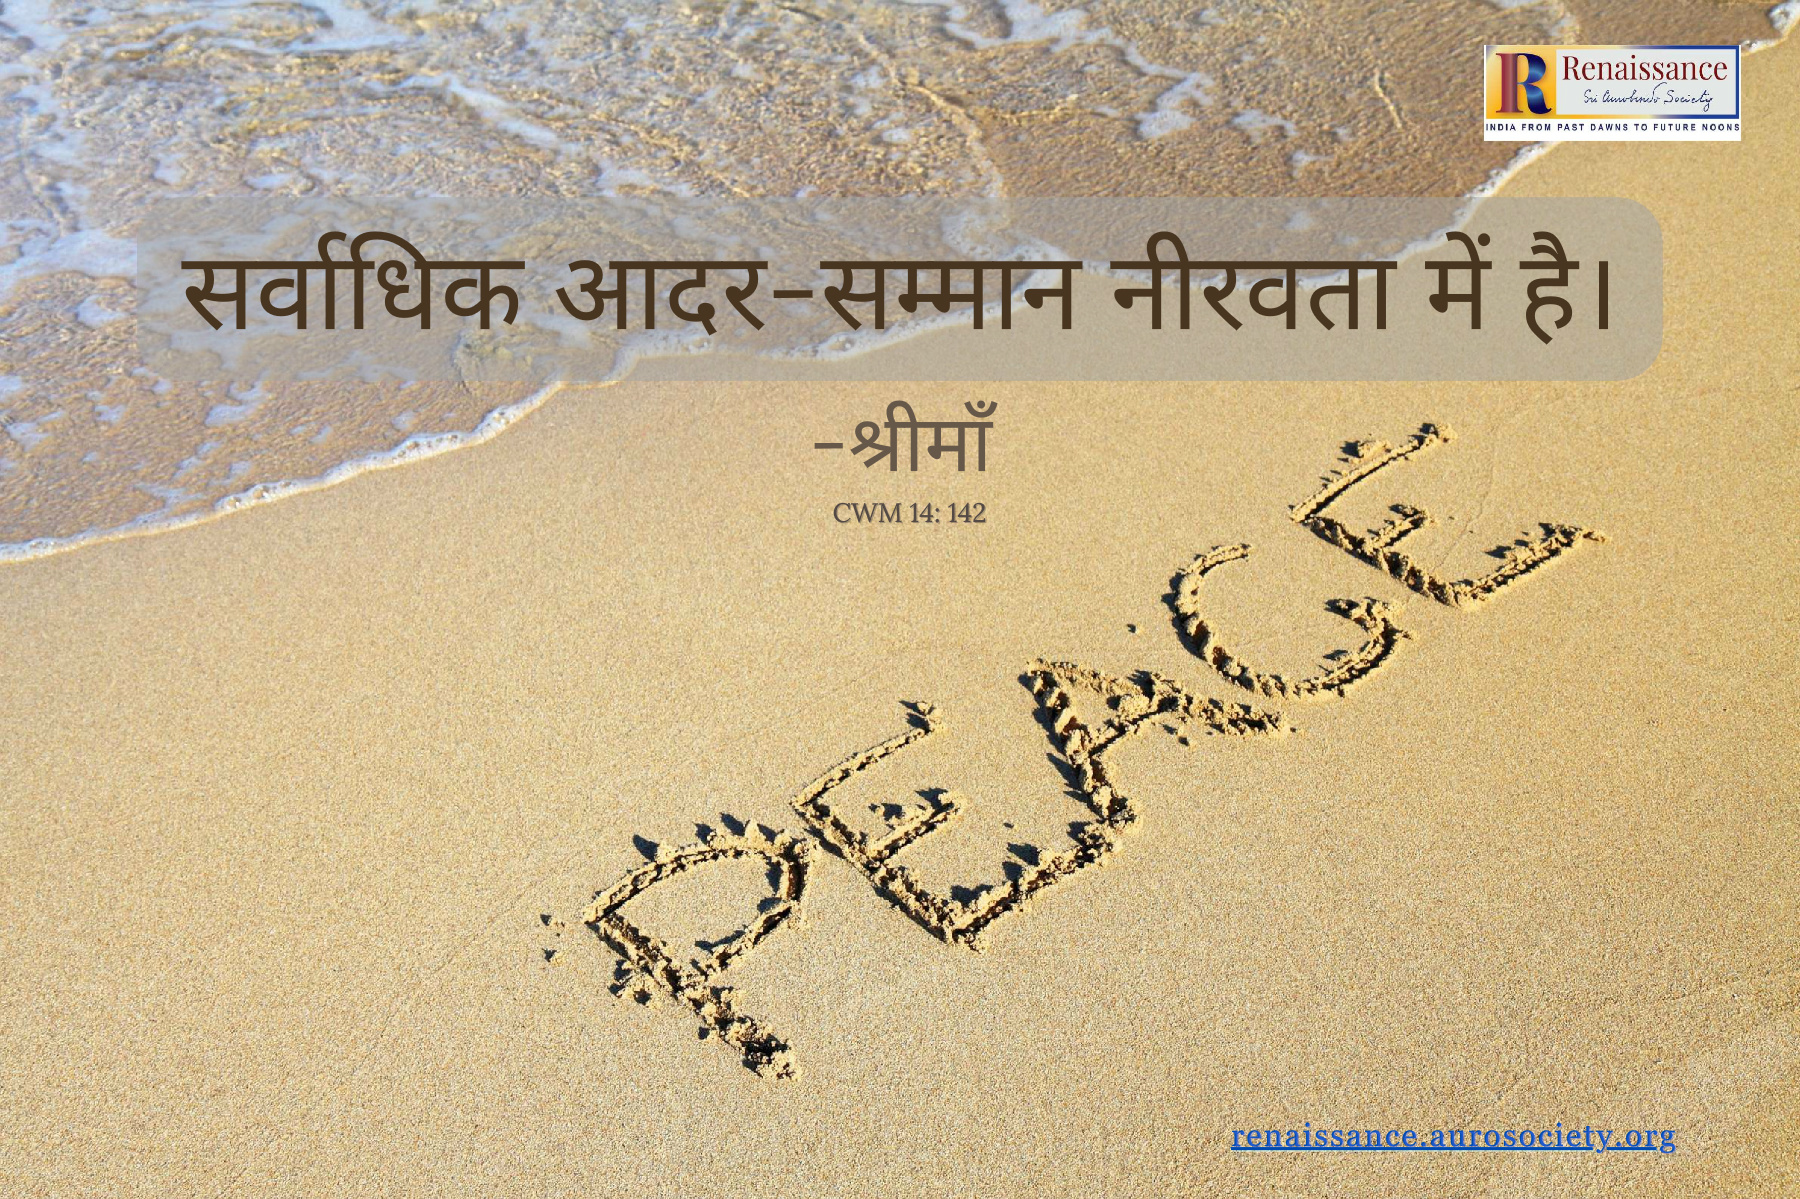 Renaissance
Sri Aurobindo Society
INDIA FROM PAST DAWNS TO FUTURE NOONS
सर्वाधिक आदर-सम्मान नीरवता में है।
-श्रीमाँ
CWM 14: 142
PEACE
renaissance.aurosociety.org